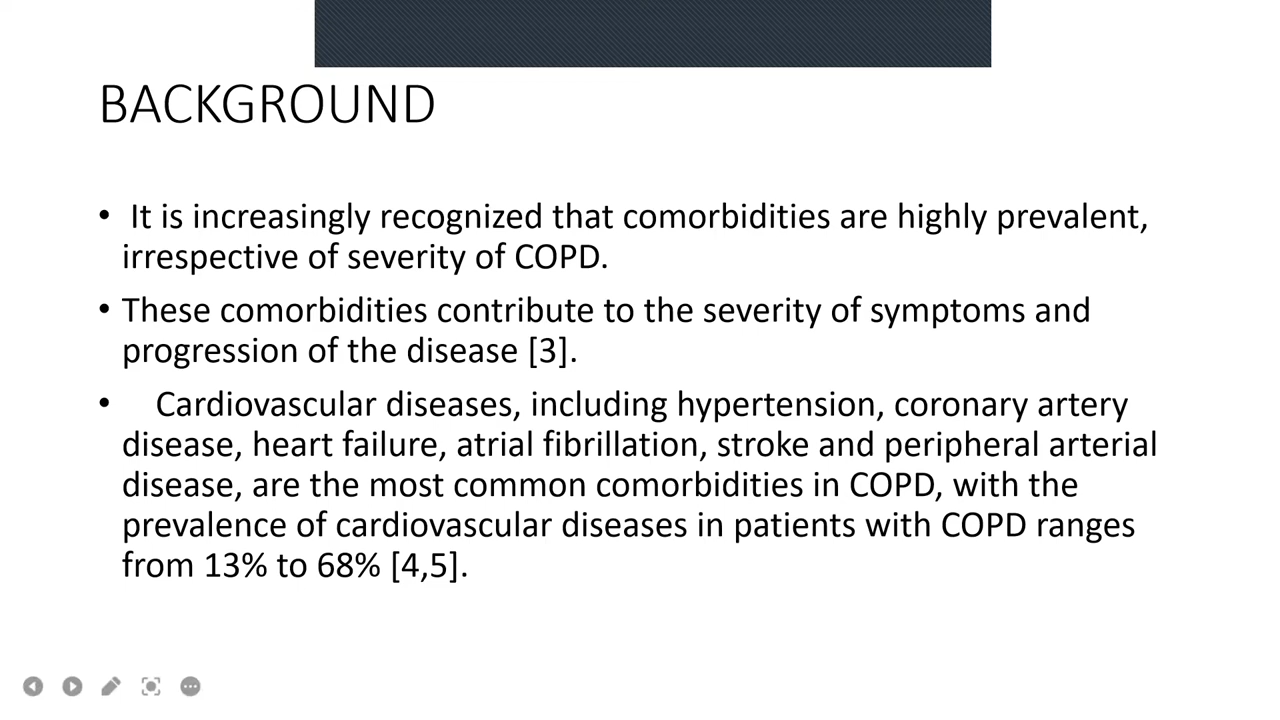 BACKGROUND
• It is increasingly recognized that comorbidities are highly prevalent,
irrespective of severity of COPD.
• These comorbidities contribute to the severity of symptoms and
progression of the disease [3].
• Cardiovascular diseases, including hypertension, coronary artery
disease, heart failure, atrial fibrillation, stroke and peripheral arterial
disease, are the most common comorbidities in COPD, with the
prevalence of cardiovascular diseases in patients with COPD ranges
from 13% to 68% [4,5].